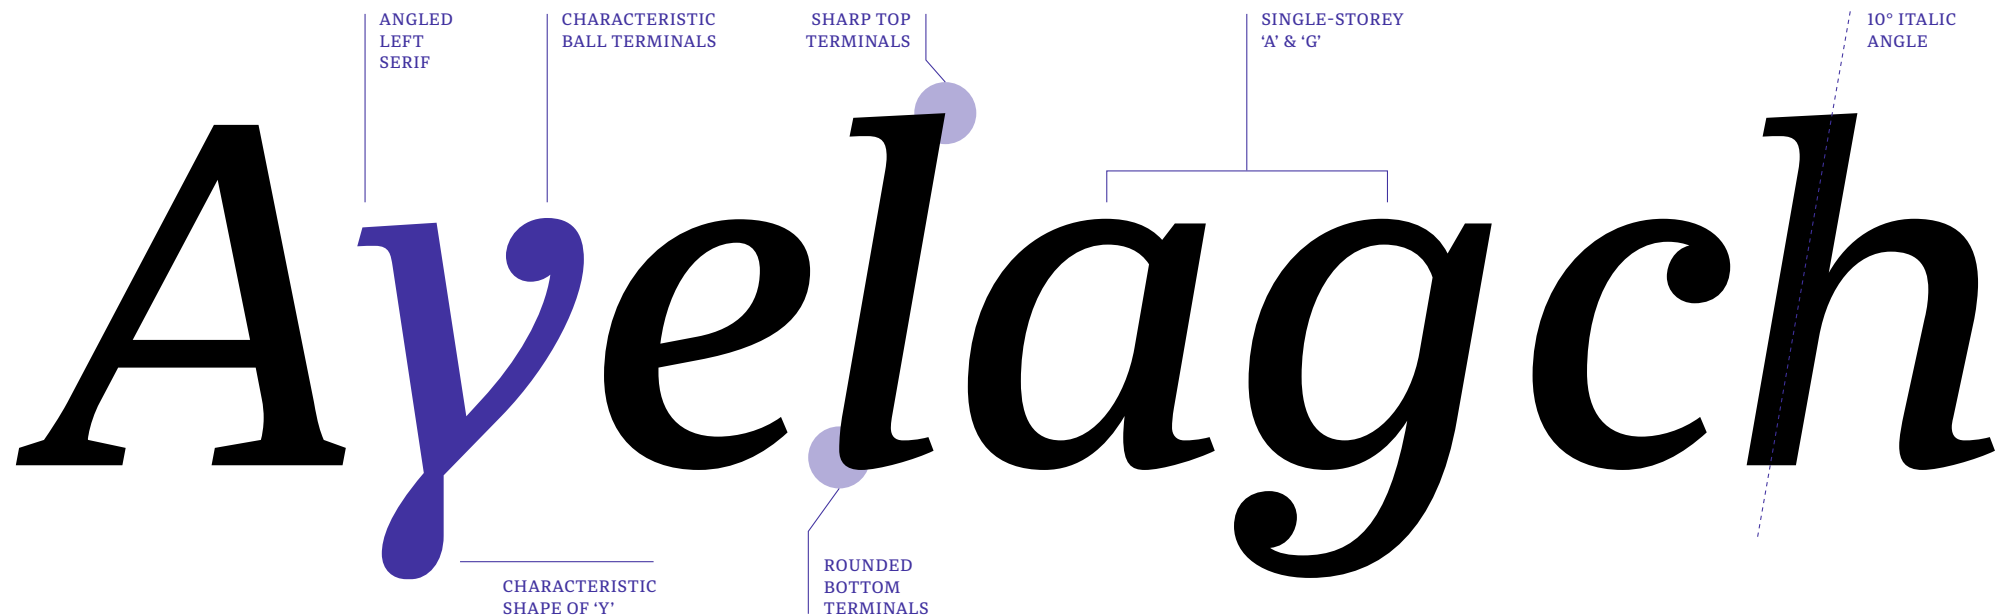 ANGLED
LEFT
SERIF
CHARACTERISTIC
BALL TERMINALS
SHARP TOP
TERMINALS
SINGLE-STOREY
‘A’ & ‘G’
10° ITALIC
ANGLE
Ayelagch
CHARACTERISTIC
SHAPE OF ‘Y’
ROUNDED
BOTTOM
TERMINALS